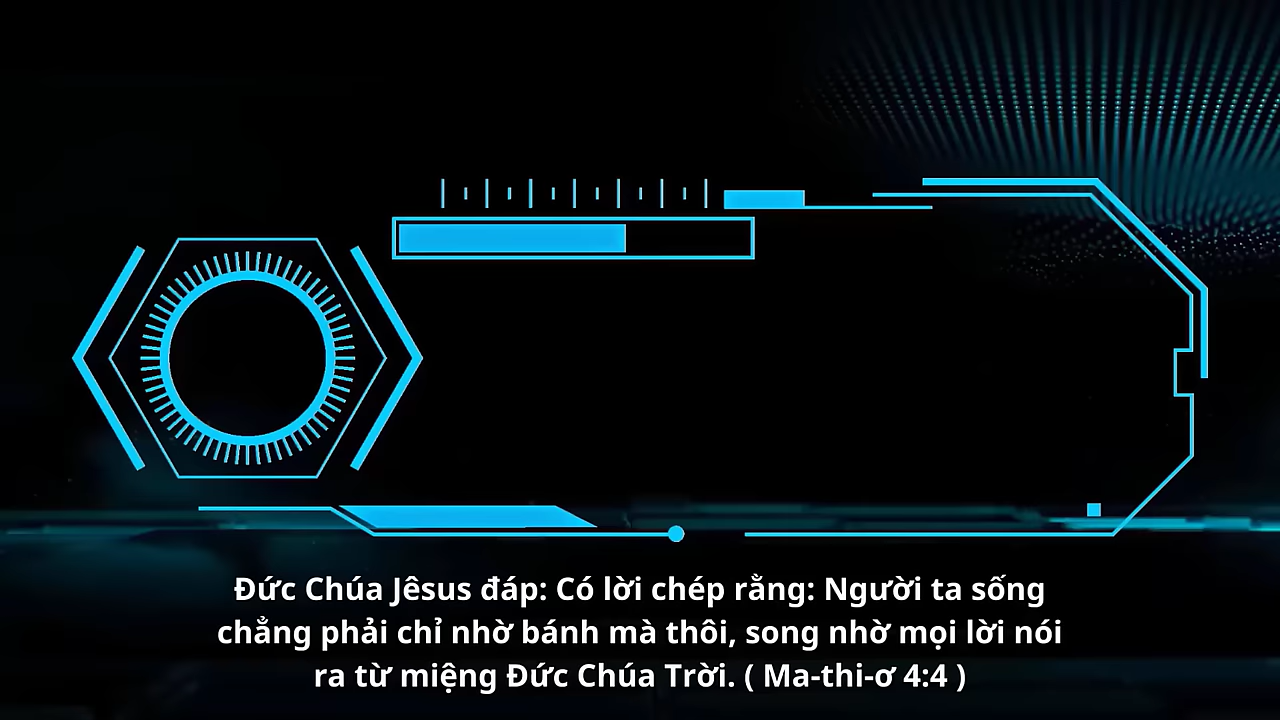 Đức Chúa Jêsus đáp: Có lời chép rằng: Người ta sống
chẳng phải chỉ nhờ bánh mà thôi, song nhờ mọi lời nói
ra từ miệng Đức Chúa Trời. ( Ma-thi-ơ 4:4 )